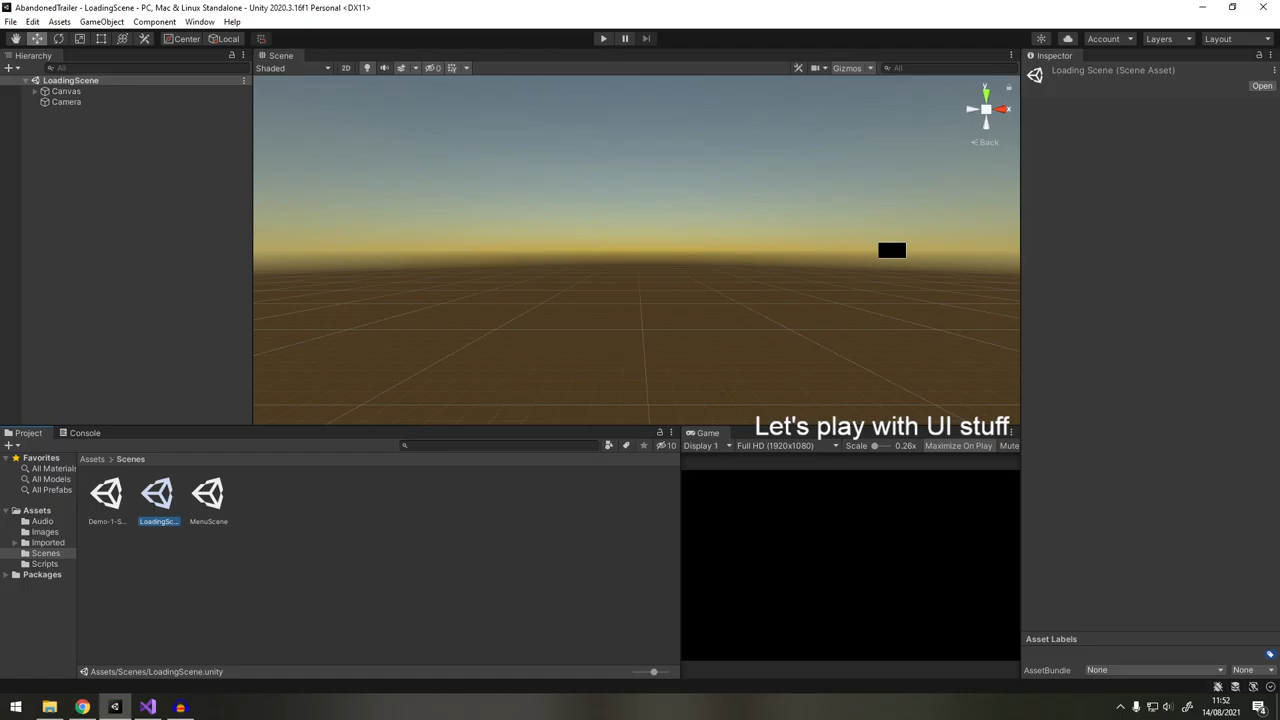 AbandonedTrailer - LoadingScene - PC, Mac & Linux Standalone - Unity 2020.3.16f1 Personal <DX11>
File Edit Assets GameObject Component Window Help
Center Local Account Layers Layout
Hierarchy
All
LoadingScene
Canvas
Camera
Scene
Shaded 2D 0 Gizmos All
y
x
Back
Inspector
Loading Scene (Scene Asset)
Open
Let's play with UI stuff
Project Console
10
Favorites
All Materials
All Models
All Prefabs
Assets
Audio
Images
Imported
Scenes
Scripts
Packages
Assets > Scenes
Demo-1-S... LoadingSc... MenuScene
Assets/Scenes/LoadingScene.unity
Game
Display 1 Full HD (1920x1080) Scale 0.26x Maximize On Play Mute
Asset Labels
AssetBundle None None
11:52
14/08/2021
4